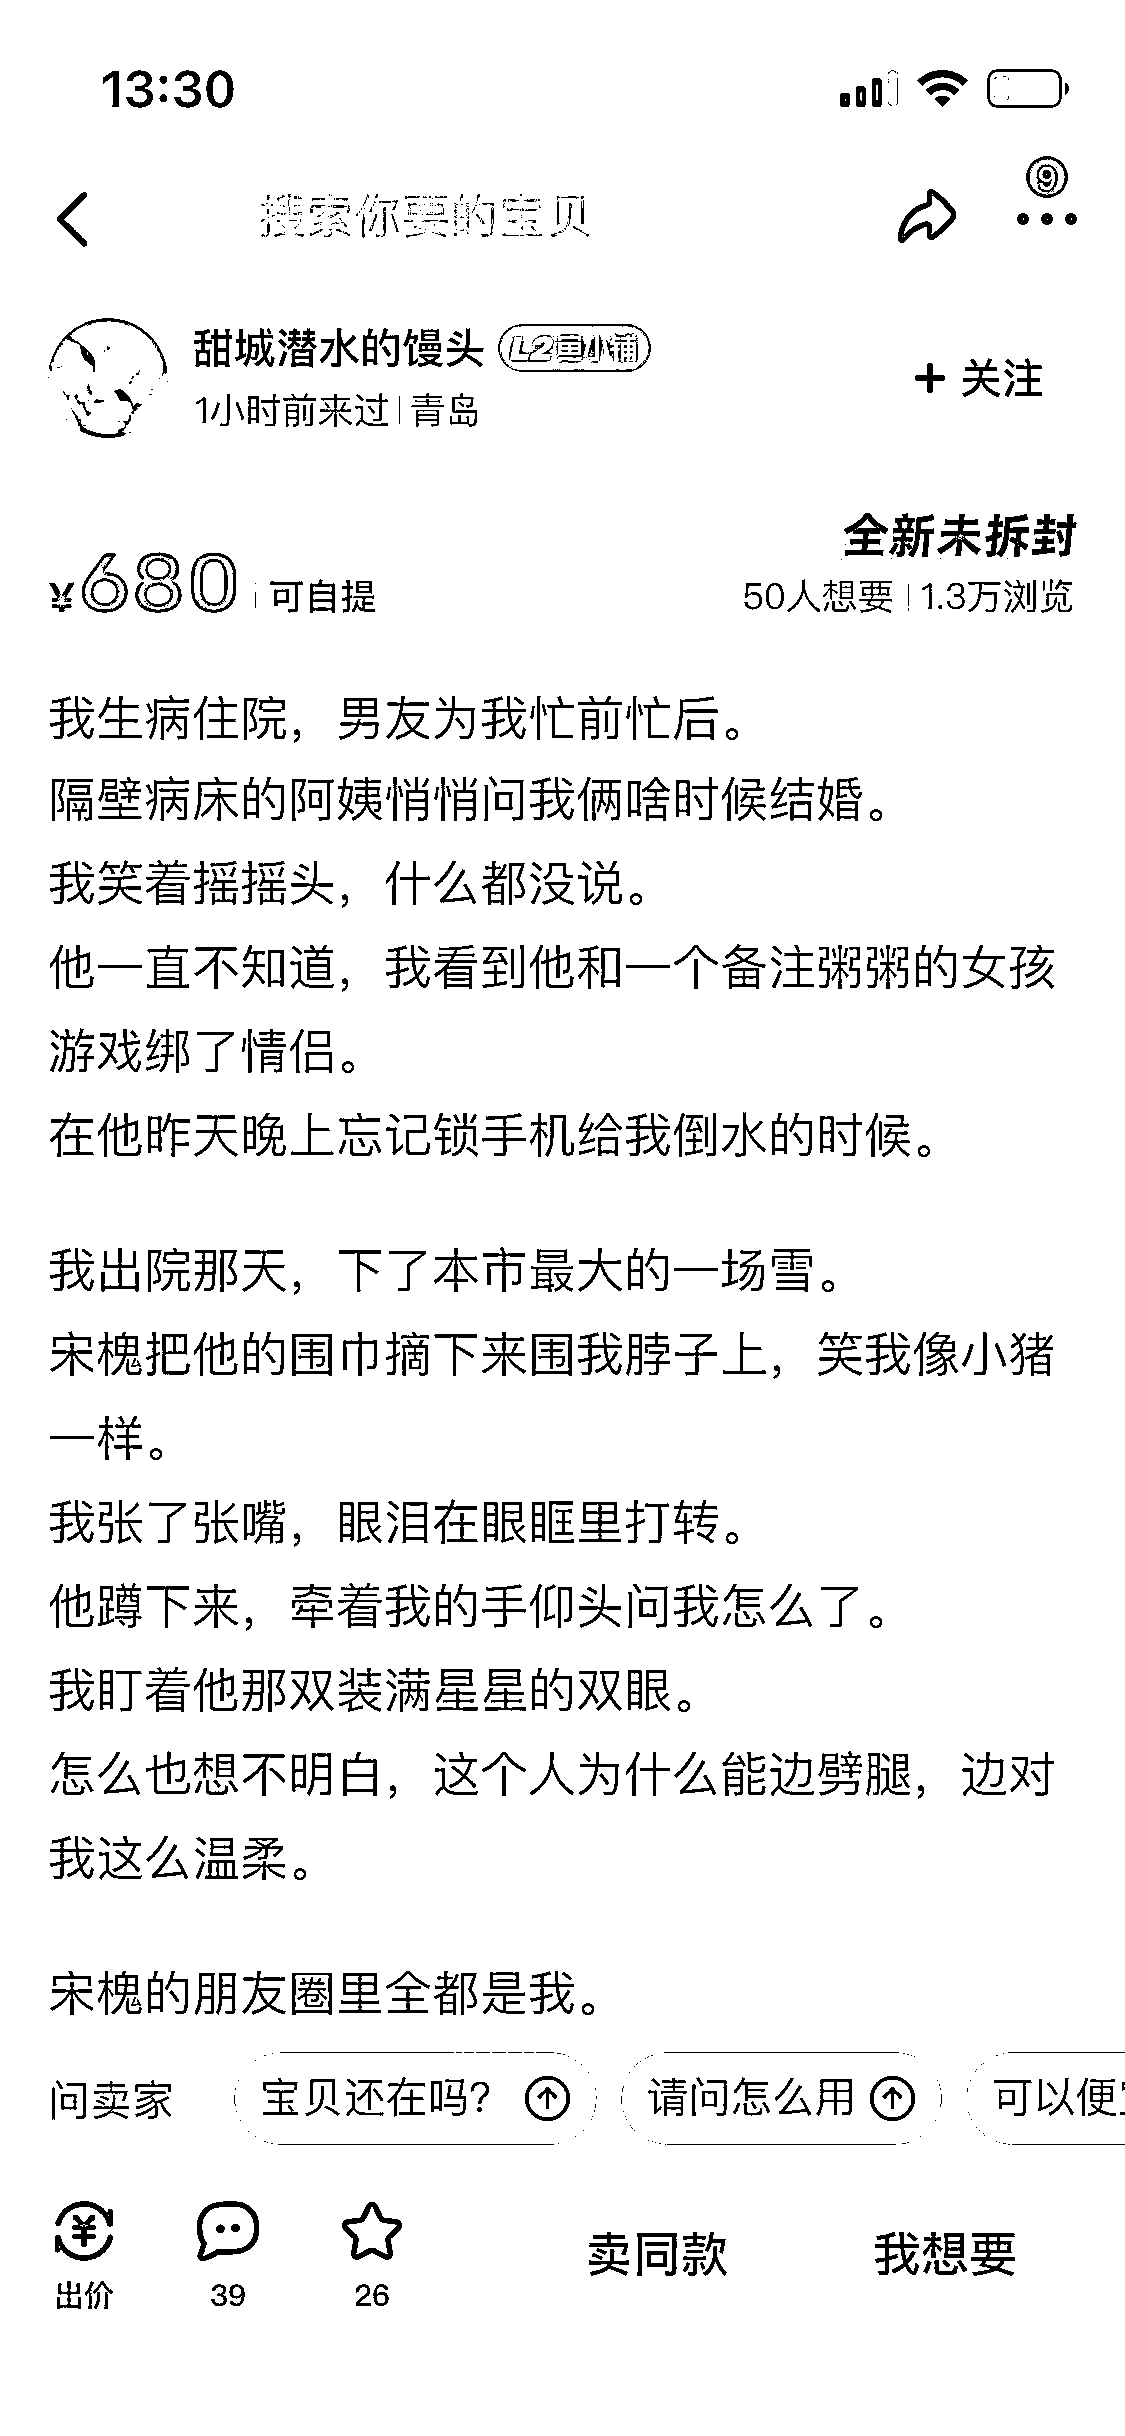 13:30
搜索你要的宝贝
9
甜城潜水的馒头 L2鱼小铺
+ 关注
1小时前来过 | 青岛
全新未拆封
¥680 | 可自提
50人想要 | 1.3万浏览
我生病住院，男友为我忙前忙后。
隔壁病床的阿姨悄悄问我俩啥时候结婚。
我笑着摇摇头，什么都没说。
他一直不知道，我看到他和一个备注粥粥的女孩
游戏绑了情侣。
在他昨天晚上忘记锁手机给我倒水的时候。
我出院那天，下了本市最大的一场雪。
宋槐把他的围巾摘下来围我脖子上，笑我像小猪
一样。
我张了张嘴，眼泪在眼眶里打转。
他蹲下来，牵着我的手仰头问我怎么了。
我盯着他那双装满星星的双眼。
怎么也想不明白，这个人为什么能边劈腿，边对
我这么温柔。
宋槐的朋友圈里全都是我。
问卖家 宝贝还在吗？ 请问怎么用 可以便
出价 39 26 卖同款 我想要